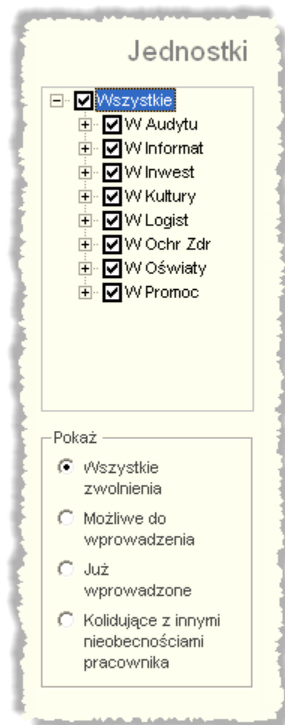 Jednostki
Wszystkie
W Audytu
W Informat
W Inwest
W Kultury
W Logist
W Ochr Zdr
W Oświaty
W Promoc
Pokaż
Wszystkie
zwolnienia
Możliwe do
wprowadzenia
Już
wprowadzone
Kolidujące z innymi
nieobecnościami
pracownika